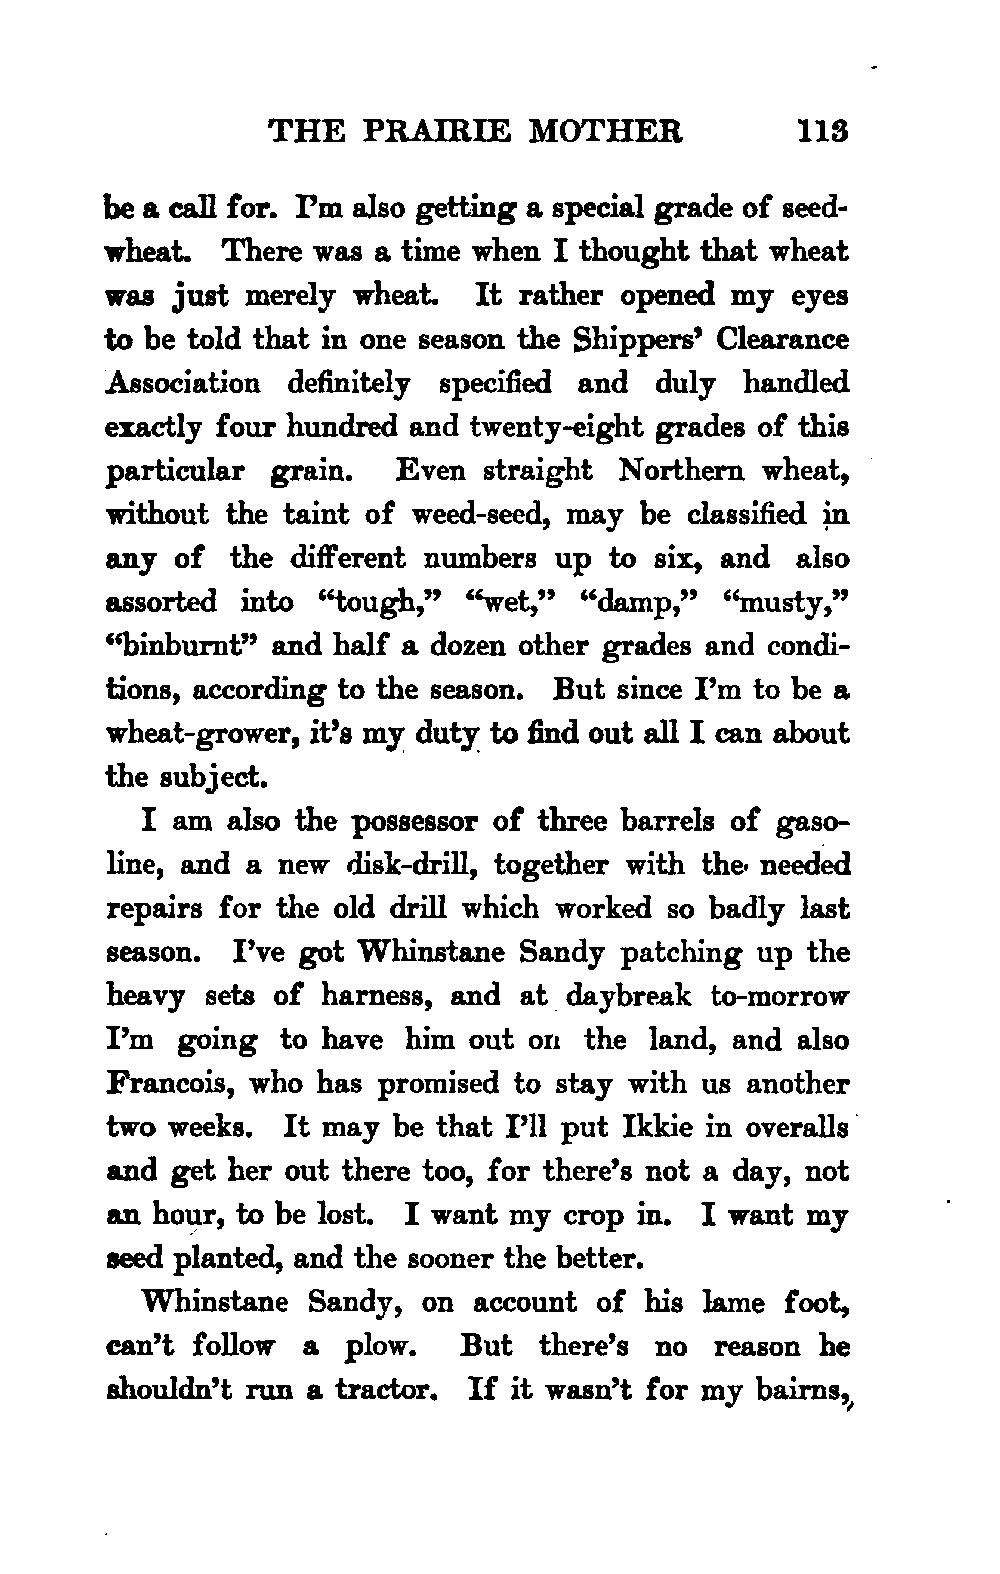 THE PRAIRIE MOTHER 113
be a call for. I'm also getting a special grade of seed-
wheat. There was a time when I thought that wheat
was just merely wheat. It rather opened my eyes
to be told that in one season the Shippers' Clearance
Association definitely specified and duly handled
exactly four hundred and twenty-eight grades of this
particular grain. Even straight Northern wheat,
without the taint of weed-seed, may be classified in
any of the different numbers up to six, and also
assorted into "tough," "wet," "damp," "musty,"
"binburnt" and half a dozen other grades and condi-
tions, according to the season. But since I'm to be a
wheat-grower, it's my duty to find out all I can about
the subject.
I am also the possessor of three barrels of gaso-
line, and a new disk-drill, together with the needed
repairs for the old drill which worked so badly last
season. I've got Whinstane Sandy patching up the
heavy sets of harness, and at daybreak to-morrow
I'm going to have him out on the land, and also
Francois, who has promised to stay with us another
two weeks. It may be that I'll put Ikkie in overalls
and get her out there too, for there's not a day, not
an hour, to be lost. I want my crop in. I want my
seed planted, and the sooner the better.
Whinstane Sandy, on account of his lame foot,
can't follow a plow. But there's no reason he
shouldn't run a tractor. If it wasn't for my bairns,